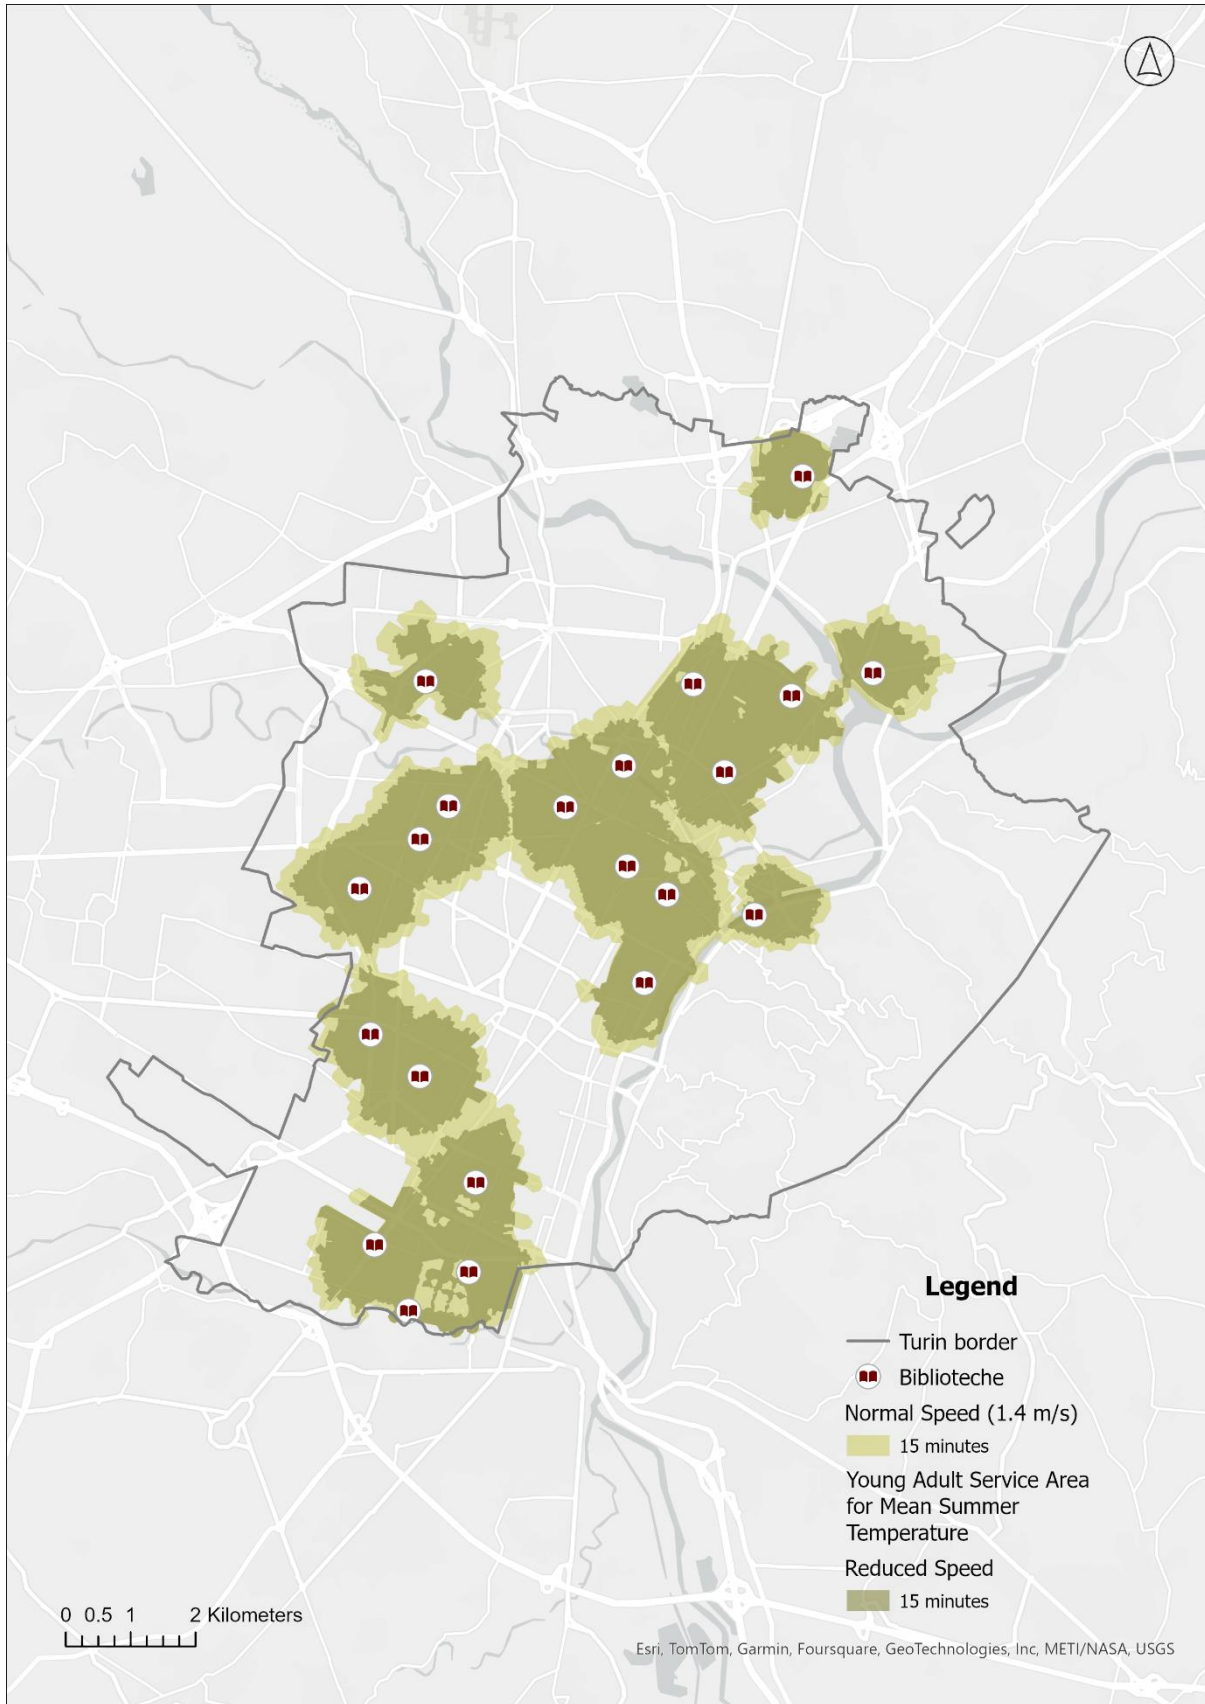 Legend
Turin border
Biblioteche
Normal Speed (1.4 m/s)
15 minutes
Young Adult Service Area
for Mean Summer
Temperature
Reduced Speed
15 minutes
0 0.5 1 2 Kilometers
Esri, TomTom, Garmin, Foursquare, GeoTechnologies, Inc, METI/NASA, USGS